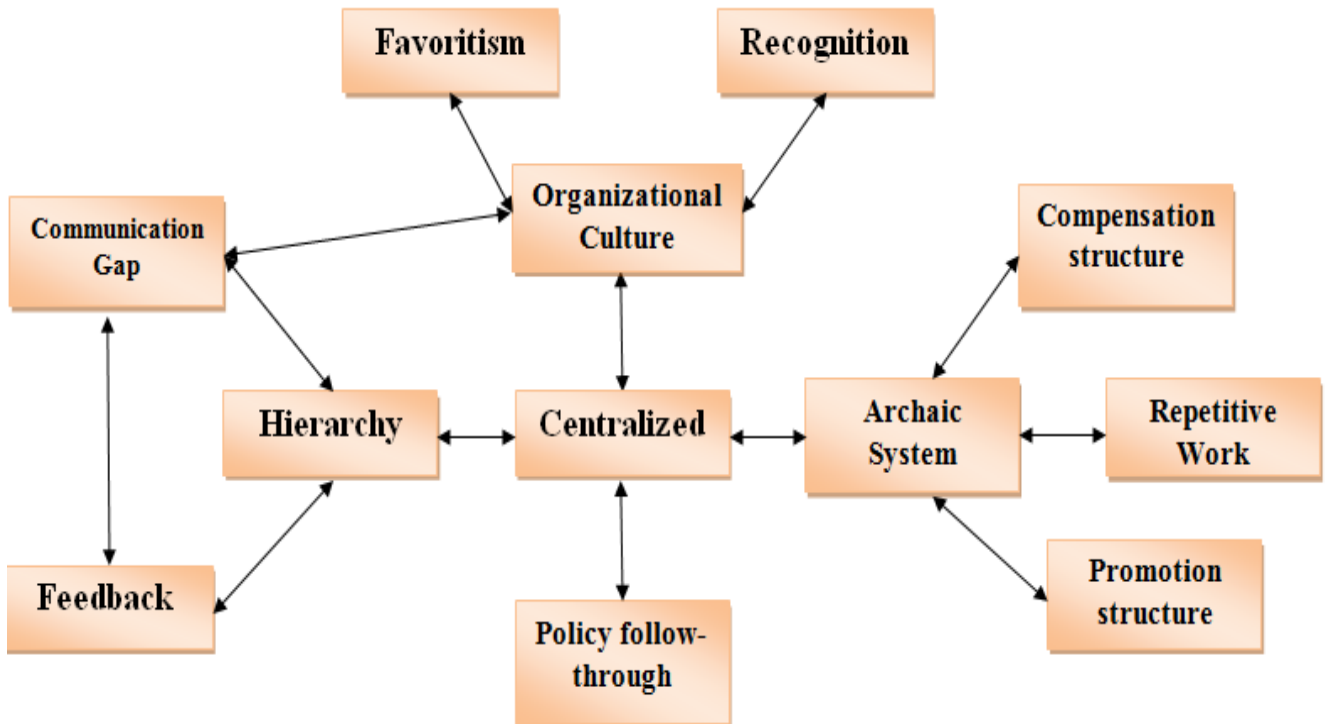 Favoritism
Recognition
Organizational
Culture
Communication
Gap
Compensation
structure
Hierarchy
Centralized
Archaic
System
Repetitive
Work
Feedback
Policy follow-
through
Promotion
structure